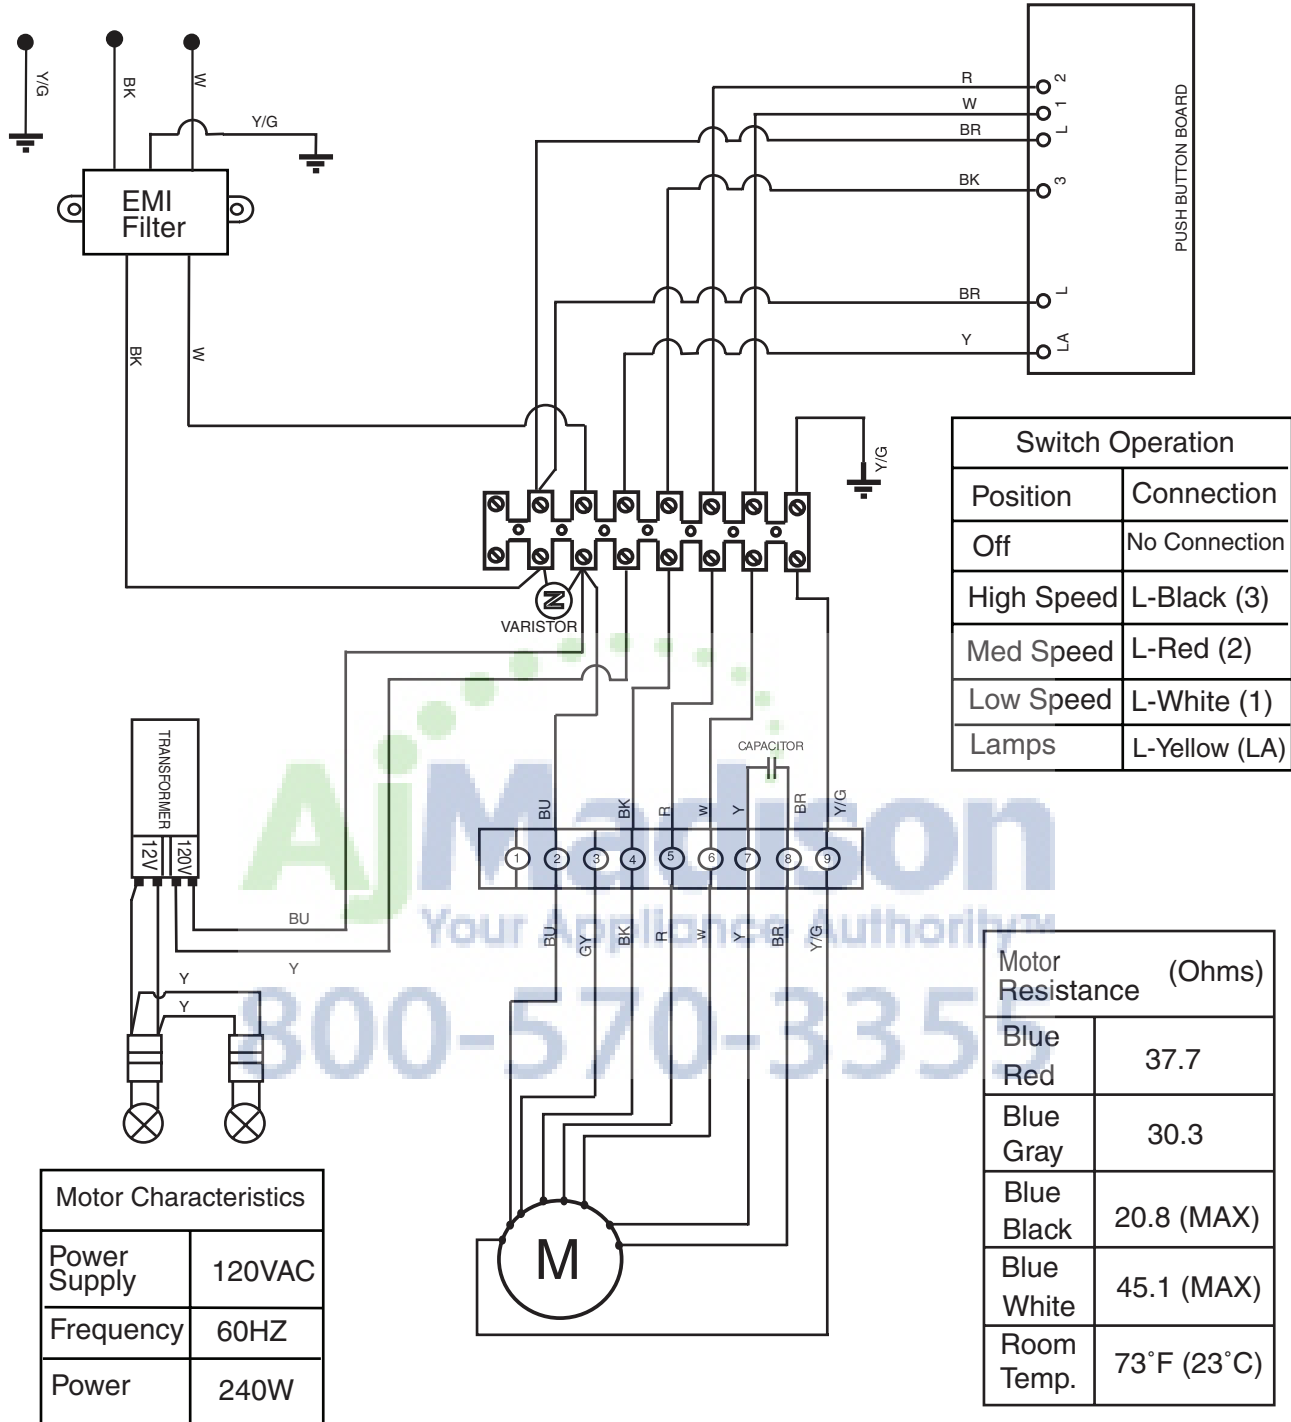 Y/G
BK
W
Y/G
EMI
Filter
BK
W
R
W
BR
BK
BR
Y
2
1
L
3
L
LA
PUSH BUTTON BOARD
Y/G
VARISTOR
Switch Operation
Position Connection
Off No Connection
High Speed L-Black (3)
Med Speed L-Red (2)
Low Speed L-White (1)
Lamps L-Yellow (LA)
TRANSFORMER
12V 120V
BU
Y
Y
Y
CAPACITOR
BU BK R W Y BR Y/G
1 2 3 4 5 6 7 8 9
BU GY BK R W Y BR Y/G
AjMadison
Your Appliance Authority™
800-570-3355
M
Motor
Resistance (Ohms)
Blue
Red 37.7
Blue
Gray 30.3
Blue
Black 20.8 (MAX)
Blue
White 45.1 (MAX)
Room
Temp. 73˚F (23˚C)
Motor Characteristics
Power
Supply 120VAC
Frequency 60HZ
Power 240W